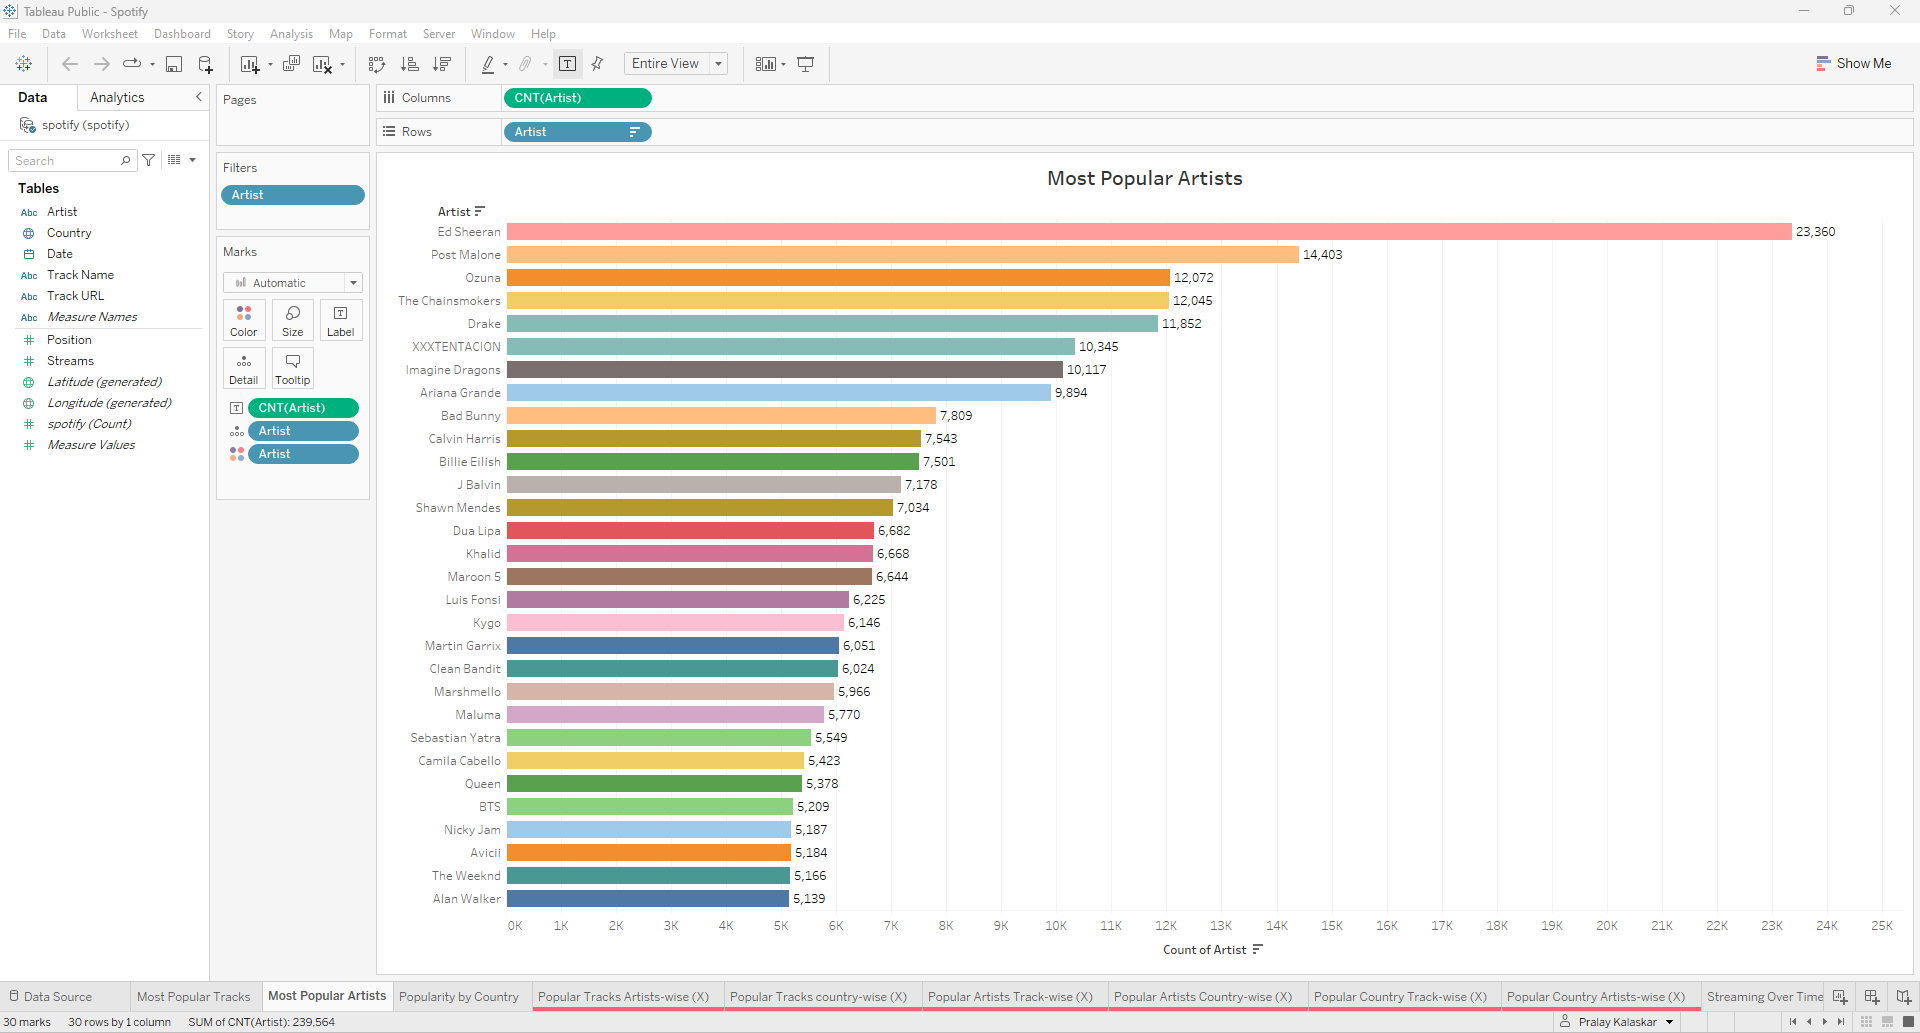 Tableau Public - Spotify
File Data Worksheet Dashboard Story Analysis Map Format Server Window Help
Entire View
Show Me
Data Analytics
spotify (spotify)
Search
Tables
Abc Artist
Country
Date
Abc Track Name
Abc Track URL
Abc Measure Names
Position
Streams
Latitude (generated)
Longitude (generated)
spotify (Count)
Measure Values
Pages
Filters
Artist
Marks
Automatic
Color Size Label
Detail Tooltip
CNT(Artist)
Artist
Artist
Columns CNT(Artist)
Rows Artist
Most Popular Artists
Artist
Ed Sheeran 23,360
Post Malone 14,403
Ozuna 12,072
The Chainsmokers 12,045
Drake 11,852
XXXTENTACION 10,345
Imagine Dragons 10,117
Ariana Grande 9,894
Bad Bunny 7,809
Calvin Harris 7,543
Billie Eilish 7,501
J Balvin 7,178
Shawn Mendes 7,034
Dua Lipa 6,682
Khalid 6,668
Maroon 5 6,644
Luis Fonsi 6,225
Kygo 6,146
Martin Garrix 6,051
Clean Bandit 6,024
Marshmello 5,966
Maluma 5,770
Sebastian Yatra 5,549
Camila Cabello 5,423
Queen 5,378
BTS 5,209
Nicky Jam 5,187
Avicii 5,184
The Weeknd 5,166
Alan Walker 5,139
0K 1K 2K 3K 4K 5K 6K 7K 8K 9K 10K 11K 12K 13K 14K 15K 16K 17K 18K 19K 20K 21K 22K 23K 24K 25K
Count of Artist
Data Source Most Popular Tracks Most Popular Artists Popularity by Country Popular Tracks Artists-wise (X) Popular Tracks country-wise (X) Popular Artists Track-wise (X) Popular Artists Country-wise (X) Popular Country Track-wise (X) Popular Country Artists-wise (X) Streaming Over Time
30 marks 30 rows by 1 column SUM of CNT(Artist): 239,564 Pralay Kalaskar